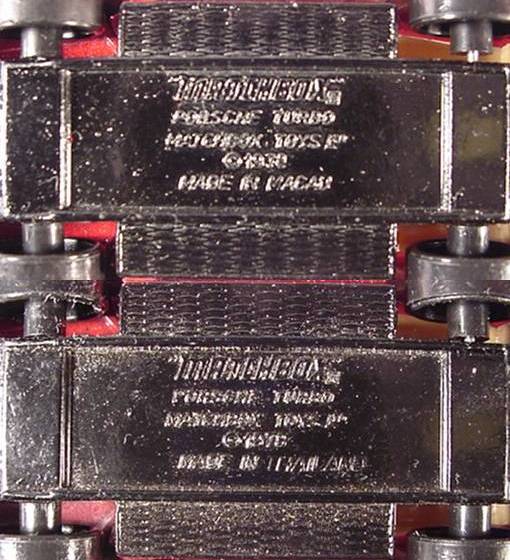 MATCHBOX
PORSCHE TURBO
MATCHBOX TOYS LTD
©1978
MADE IN MACAU
MATCHBOX
PORSCHE TURBO
MATCHBOX TOYS LTD
©1978
MADE IN THAILAND